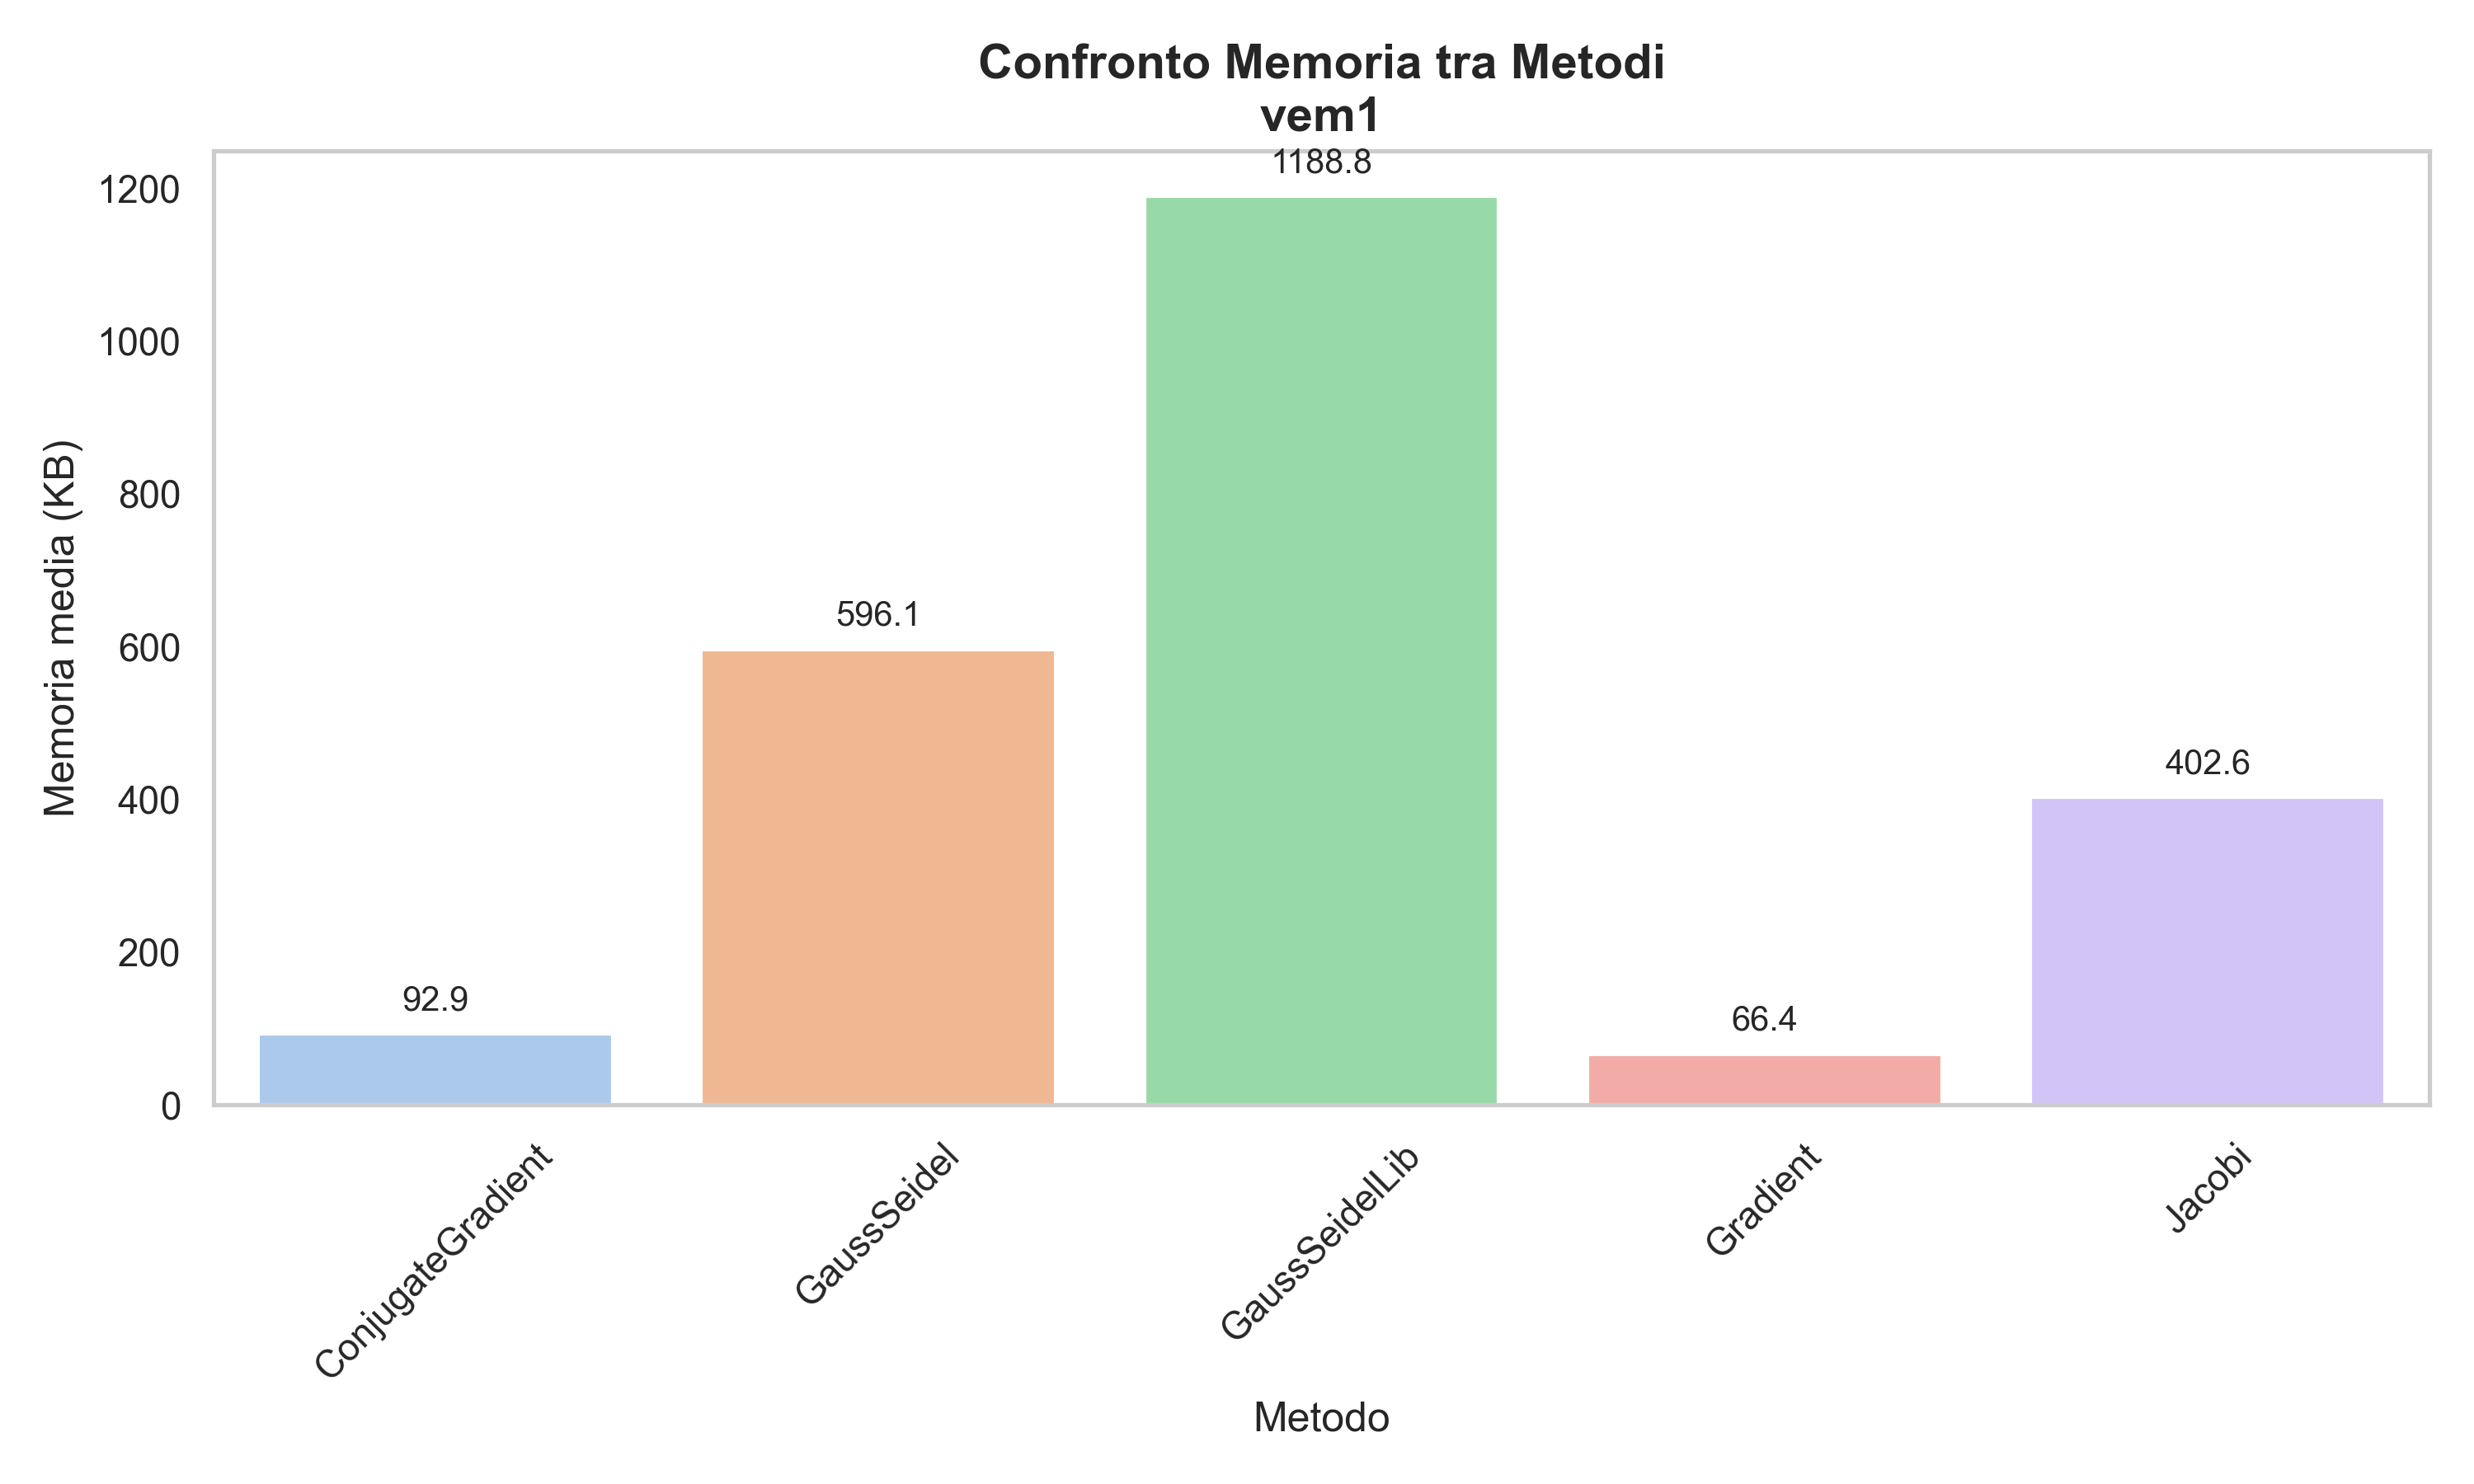 Confronto Memoria tra Metodi
vem1
Memoria media (KB)
1200
1000
800
600
400
200
0
92.9
596.1
1188.8
66.4
402.6
ConjugateGradient
GaussSeidel
GaussSeidelLib
Gradient
Jacobi
Metodo